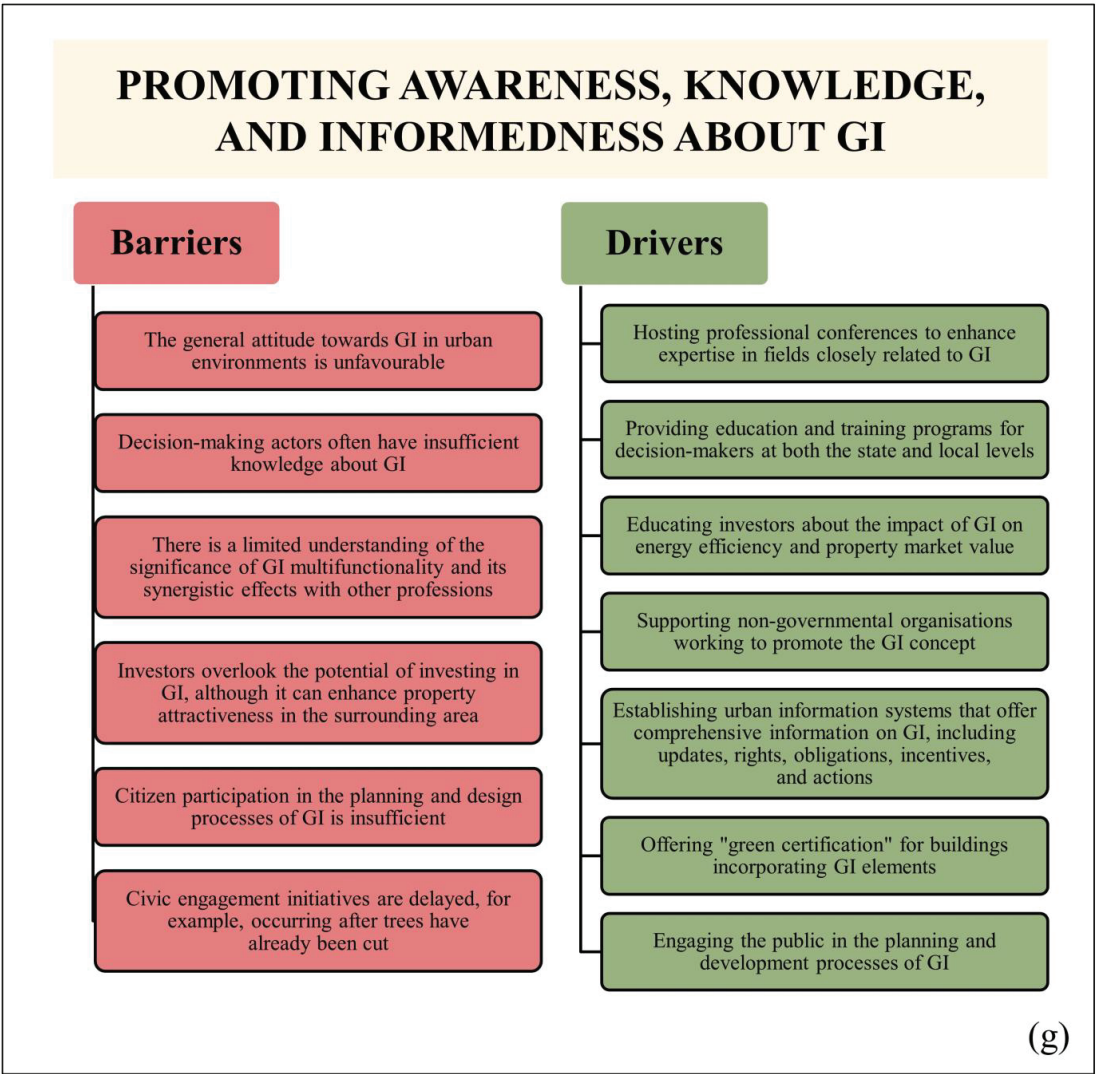 PROMOTING AWARENESS, KNOWLEDGE,
AND INFORMEDNESS ABOUT GI
Barriers
The general attitude towards GI in urban
environments is unfavourable
Decision-making actors often have insufficient
knowledge about GI
There is a limited understanding of the
significance of GI multifunctionality and its
synergistic effects with other professions
Investors overlook the potential of investing in
GI, although it can enhance property
attractiveness in the surrounding area
Citizen participation in the planning and design
processes of GI is insufficient
Civic engagement initiatives are delayed, for
example, occurring after trees have
already been cut
Drivers
Hosting professional conferences to enhance
expertise in fields closely related to GI
Providing education and training programs for
decision-makers at both the state and local levels
Educating investors about the impact of GI on
energy efficiency and property market value
Supporting non-governmental organisations
working to promote the GI concept
Establishing urban information systems that offer
comprehensive information on GI, including
updates, rights, obligations, incentives,
and actions
Offering "green certification" for buildings
incorporating GI elements
Engaging the public in the planning and
development processes of GI
(g)